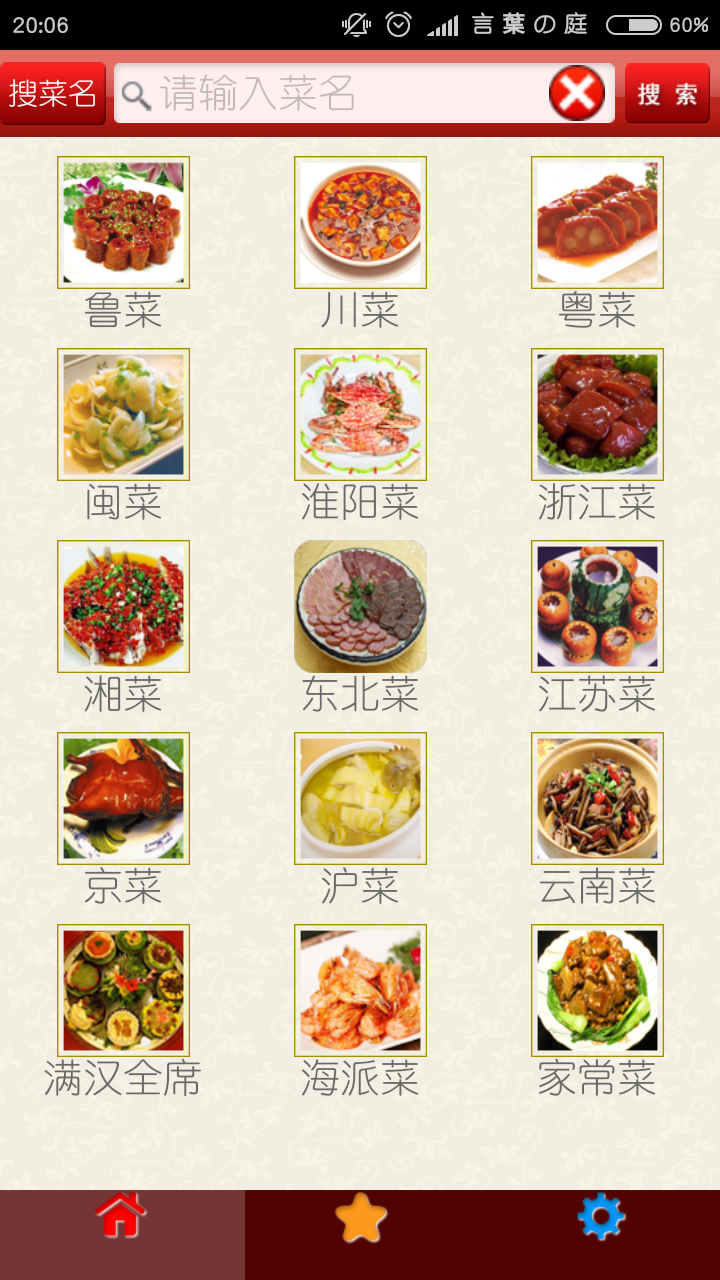 20:06 言葉の庭 60%
搜菜名 请输入菜名 搜索
鲁菜 川菜 粤菜
闽菜 淮阳菜 浙江菜
湘菜 东北菜 江苏菜
京菜 沪菜 云南菜
满汉全席 海派菜 家常菜